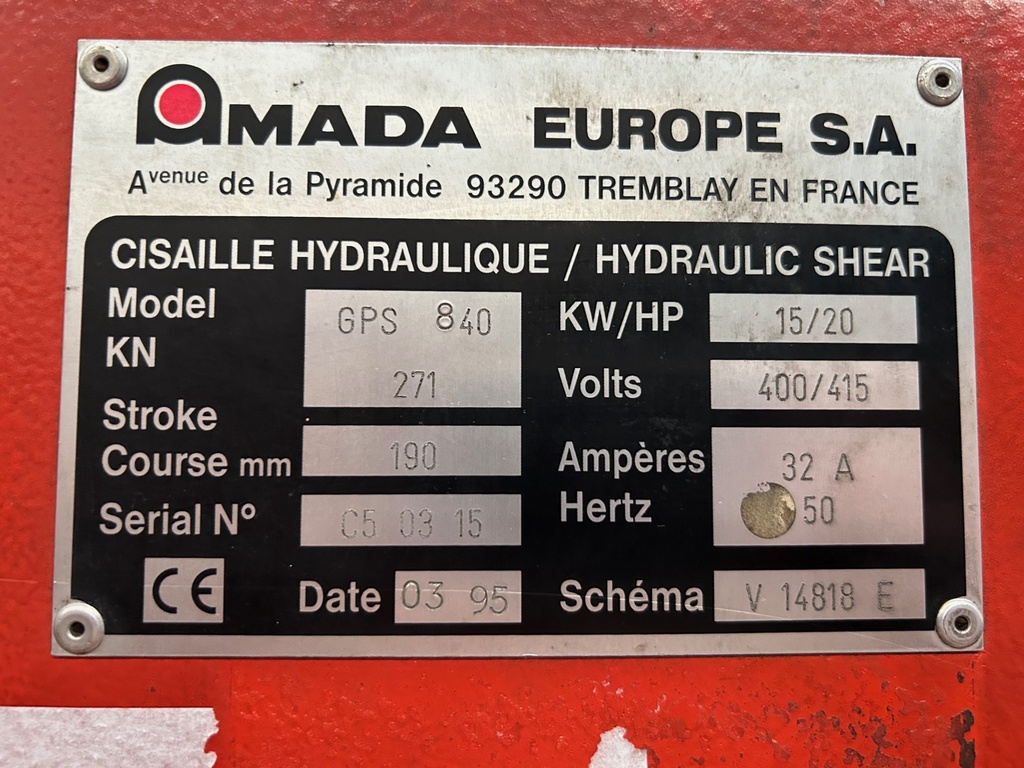 AMADA EUROPE S.A.
Avenue de la Pyramide 93290 TREMBLAY EN FRANCE
CISAILLE HYDRAULIQUE / HYDRAULIC SHEAR
Model GPS 840
KN 271
Stroke
Course mm 190
Serial N° C5 03 15
CE Date 03 95
KW/HP 15/20
Volts 400/415
Ampères 32 A
Hertz 50
Schéma V 14818 E